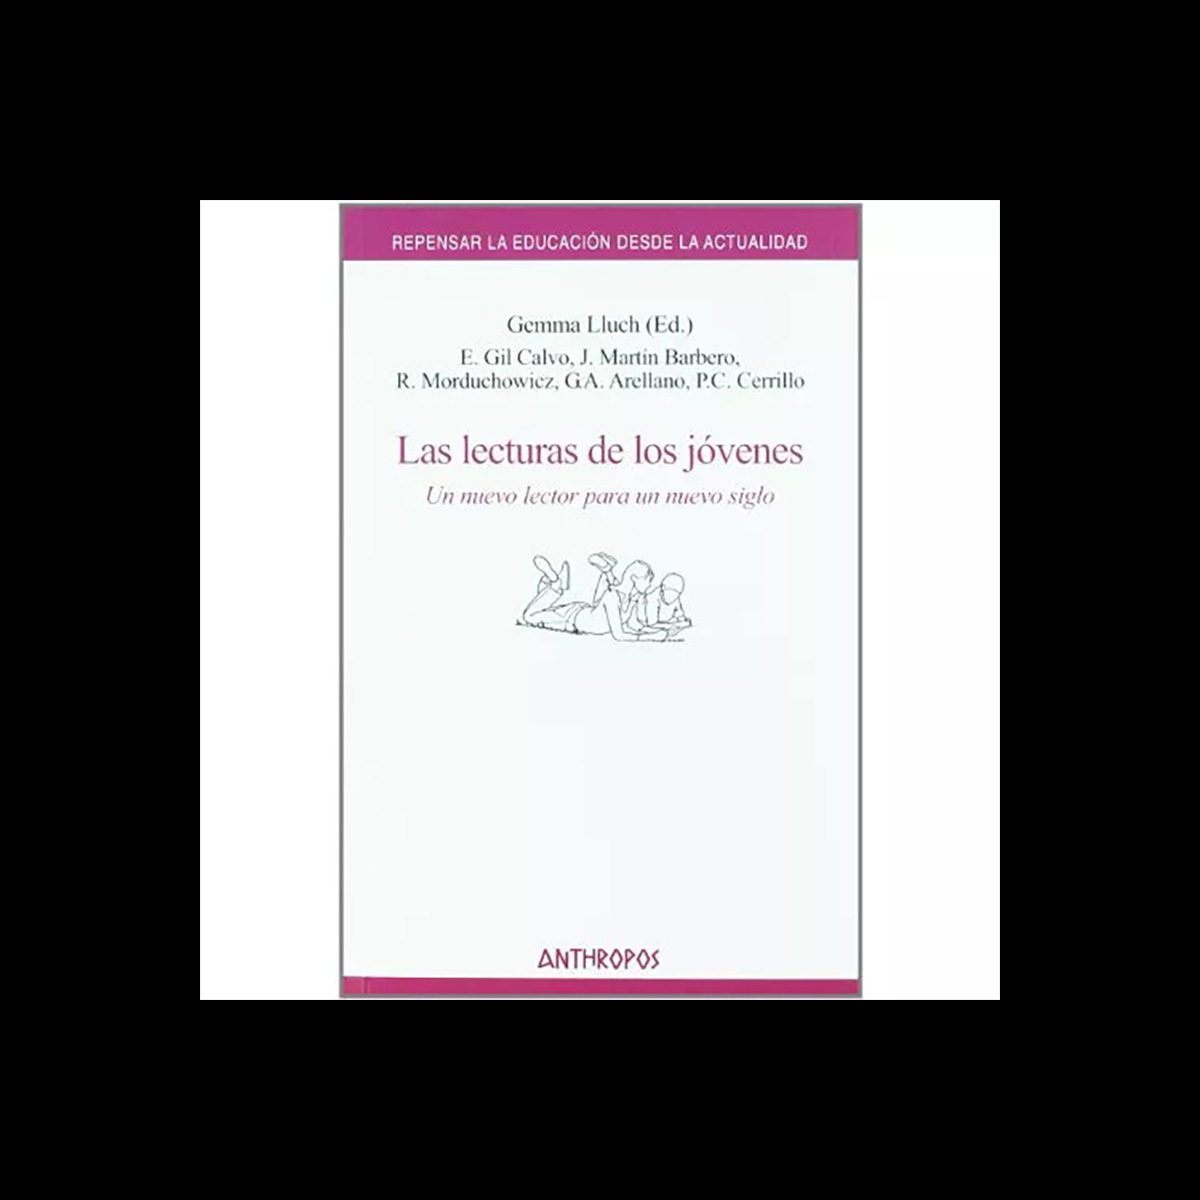 REPENSAR LA EDUCACIÓN DESDE LA ACTUALIDAD
Gemma Lluch (Ed.)
E. Gil Calvo, J. Martín Barbero,
R. Morduchowicz, G.A. Arellano, P.C. Cerrillo
Las lecturas de los jóvenes
Un nuevo lector para un nuevo siglo
ANTHROPOS